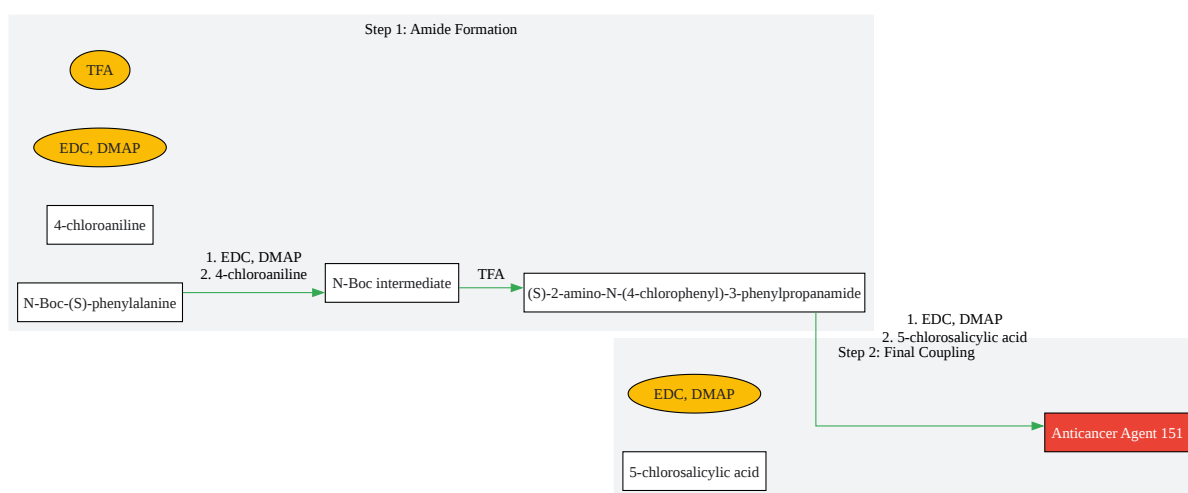 Step 1: Amide Formation
TFA
EDC, DMAP
4-chloroaniline
N-Boc-(S)-phenylalanine
1. EDC, DMAP
2. 4-chloroaniline
N-Boc intermediate
TFA
(S)-2-amino-N-(4-chlorophenyl)-3-phenylpropanamide
1. EDC, DMAP
2. 5-chlorosalicylic acid
Step 2: Final Coupling
EDC, DMAP
Anticancer Agent 151
5-chlorosalicylic acid